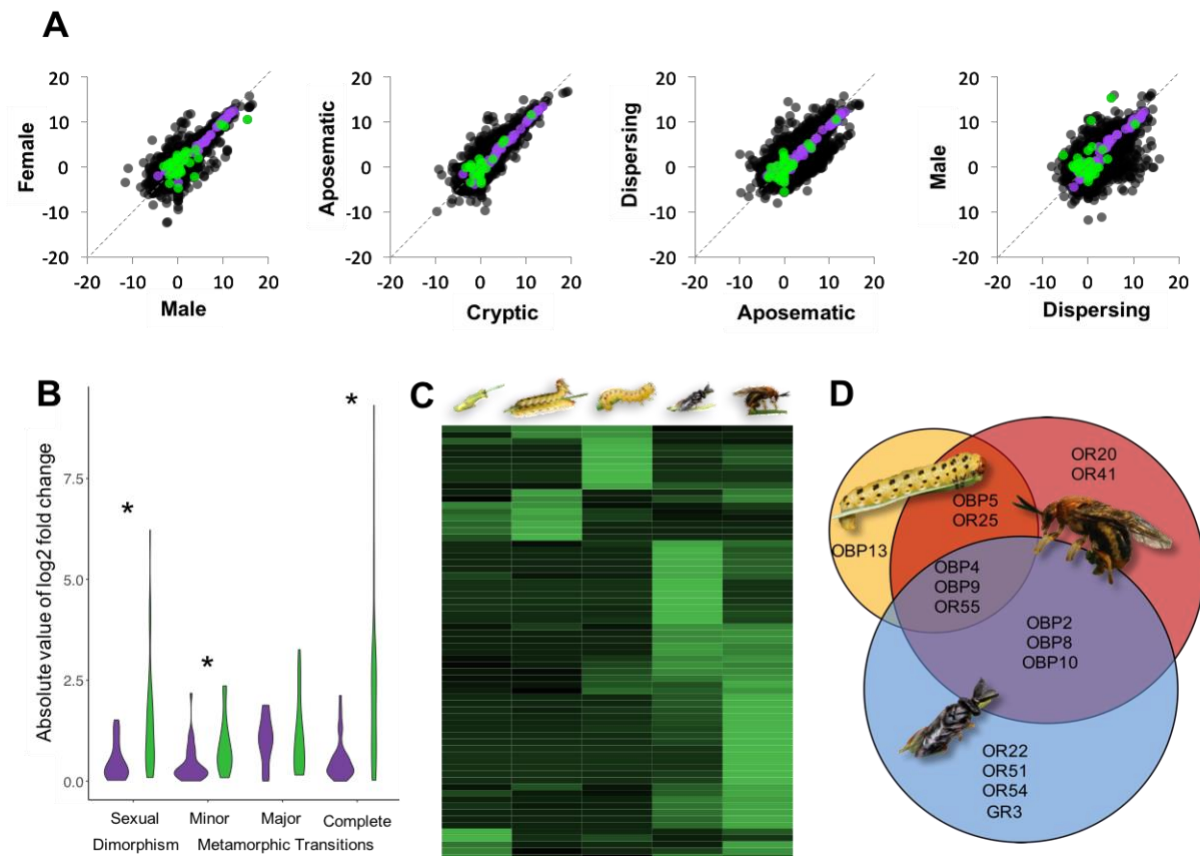 A
20
10
0
-10
-20
Female
-20 -10 0 10 20
Male
20
10
0
-10
-20
Aposematic
-20 -10 0 10 20
Cryptic
20
10
0
-10
-20
Dispersing
-20 -10 0 10 20
Aposematic
20
10
0
-10
-20
Male
-20 -10 0 10 20
Dispersing
B
Absolute value of log2 fold change
7.5
5.0
2.5
0.0
*
*
*
Sexual Minor Major Complete
Dimorphism Metamorphic Transitions
C
D
OR20
OR41
OBP5
OR25
OBP13
OBP4
OBP9
OR55
OBP2
OBP8
OBP10
OR22
OR51
OR54
GR3